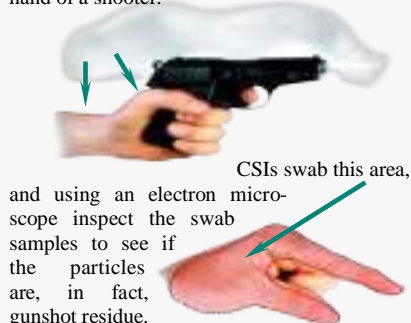 hand of a shooter.
CSIs swab this area,
and using an electron micro-
scope inspect the swab
samples to see if
the particles
are, in fact,
gunshot residue.